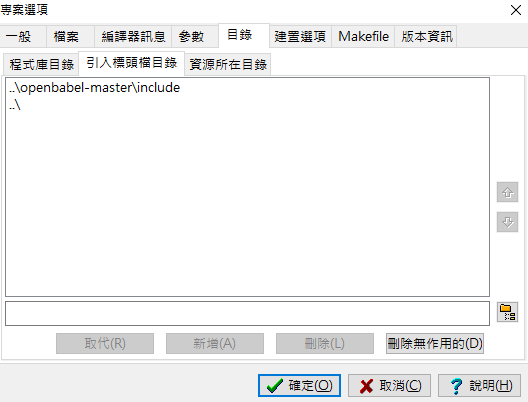 專案選項
一般 檔案 編譯器訊息 參數 目錄 建置選項 Makefile 版本資訊
程式庫目錄 引入標頭檔目錄 資源所在目錄
..\openbabel-master\include
..\
取代(R) 新增(A) 刪除(L) 刪除無作用的(D)
確定(O) 取消(C) 說明(H)